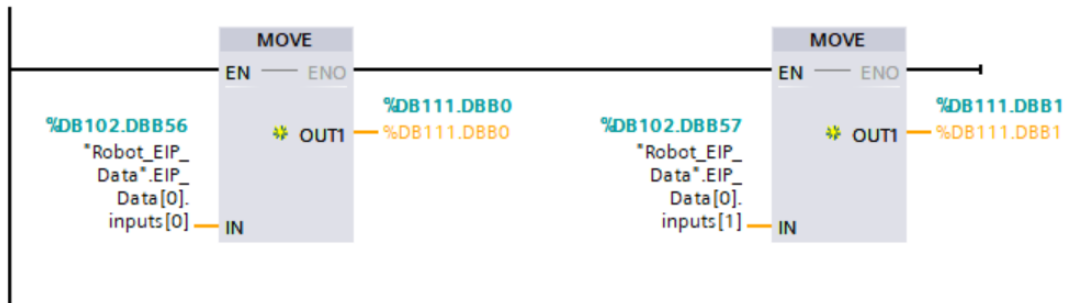 MOVE
EN ENO
%DB102.DBB56
"Robot_EIP_
Data".EIP_
Data[0].
inputs[0]
IN
OUT1
%DB111.DBB0
%DB111.DBB0
MOVE
EN ENO
%DB102.DBB57
"Robot_EIP_
Data".EIP_
Data[0].
inputs[1]
IN
OUT1
%DB111.DBB1
%DB111.DBB1